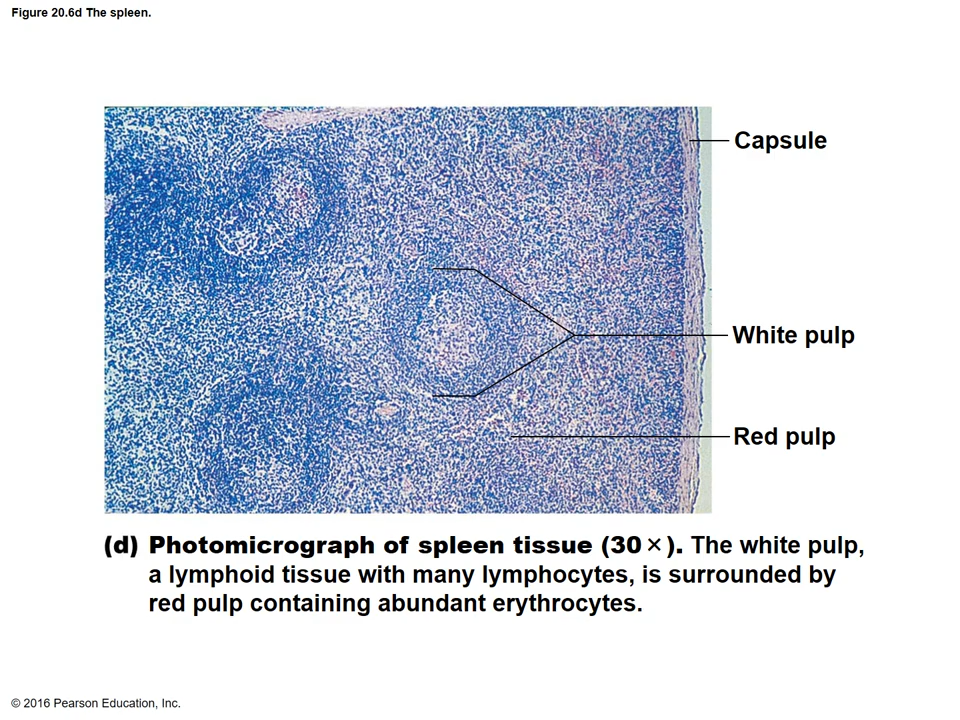 Figure 20.6d The spleen.
Capsule
White pulp
Red pulp
(d) Photomicrograph of spleen tissue (30×). The white pulp,
a lymphoid tissue with many lymphocytes, is surrounded by
red pulp containing abundant erythrocytes.
© 2016 Pearson Education, Inc.